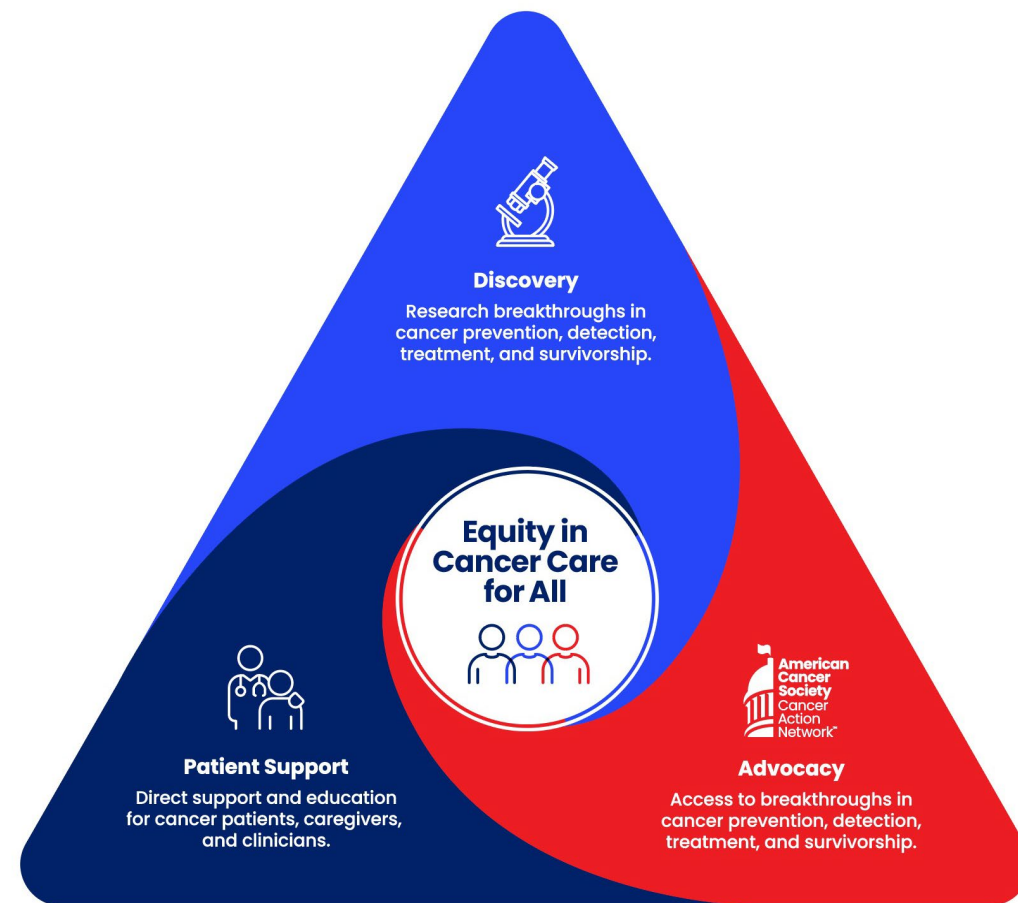 Discovery
Research breakthroughs in
cancer prevention, detection,
treatment, and survivorship.
Equity in
Cancer Care
for All
Patient Support
Direct support and education
for cancer patients, caregivers,
and clinicians.
American
Cancer
Society
Cancer
Action
Network™
Advocacy
Access to breakthroughs in
cancer prevention, detection,
treatment, and survivorship.